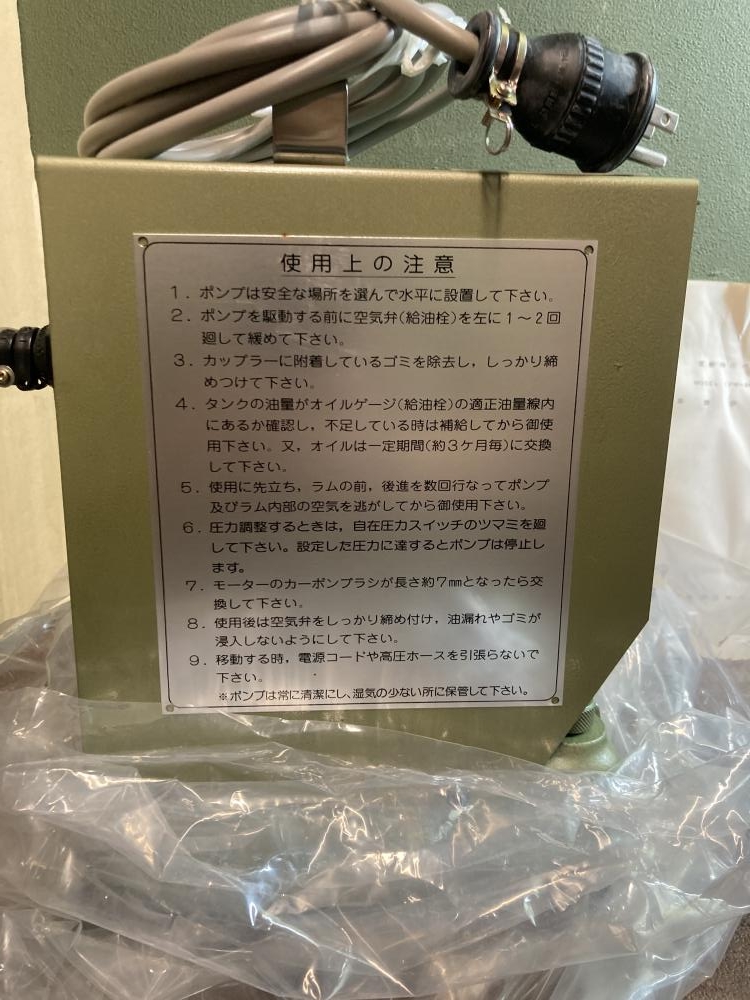 使用上の注意
1．ポンプは安全な場所を選んで水平に設置して下さい。
2．ポンプを駆動する前に空気弁(給油栓)を左に1～2回
廻して緩めて下さい。
3．カップラーに附着しているゴミを除去し，しっかり締
めつけて下さい。
4．タンクの油量がオイルゲージ(給油栓)の適正油量線内
にあるか確認し，不足している時は補給してから御使
用下さい。又，オイルは一定期間(約3ケ月毎)に交換
して下さい。
5．使用に先立ち，ラムの前，後進を数回行なってポンプ
及びラム内部の空気を逃がしてから御使用下さい。
6．圧力調整するときは，自在圧力スイッチのツマミを廻
して下さい。設定した圧力に達するとポンプは停止し
ます。
7．モーターのカーボンブラシが長さ約7㎜となったら交
換して下さい。
8．使用後は空気弁をしっかり締め付け，油漏れやゴミが
浸入しないようにして下さい。
9．移動する時，電源コードや高圧ホースを引張らないで
下さい。
※ポンプは常に清潔にし、湿気の少ない所に保管して下さい。